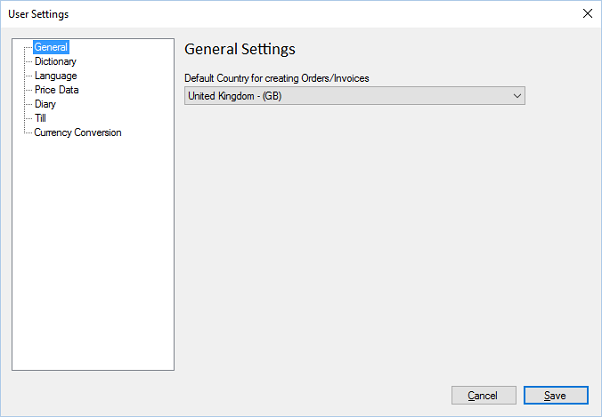 User Settings
General
Dictionary
Language
Price Data
Diary
Till
Currency Conversion
General Settings
Default Country for creating Orders/Invoices
United Kingdom - (GB)
Cancel
Save